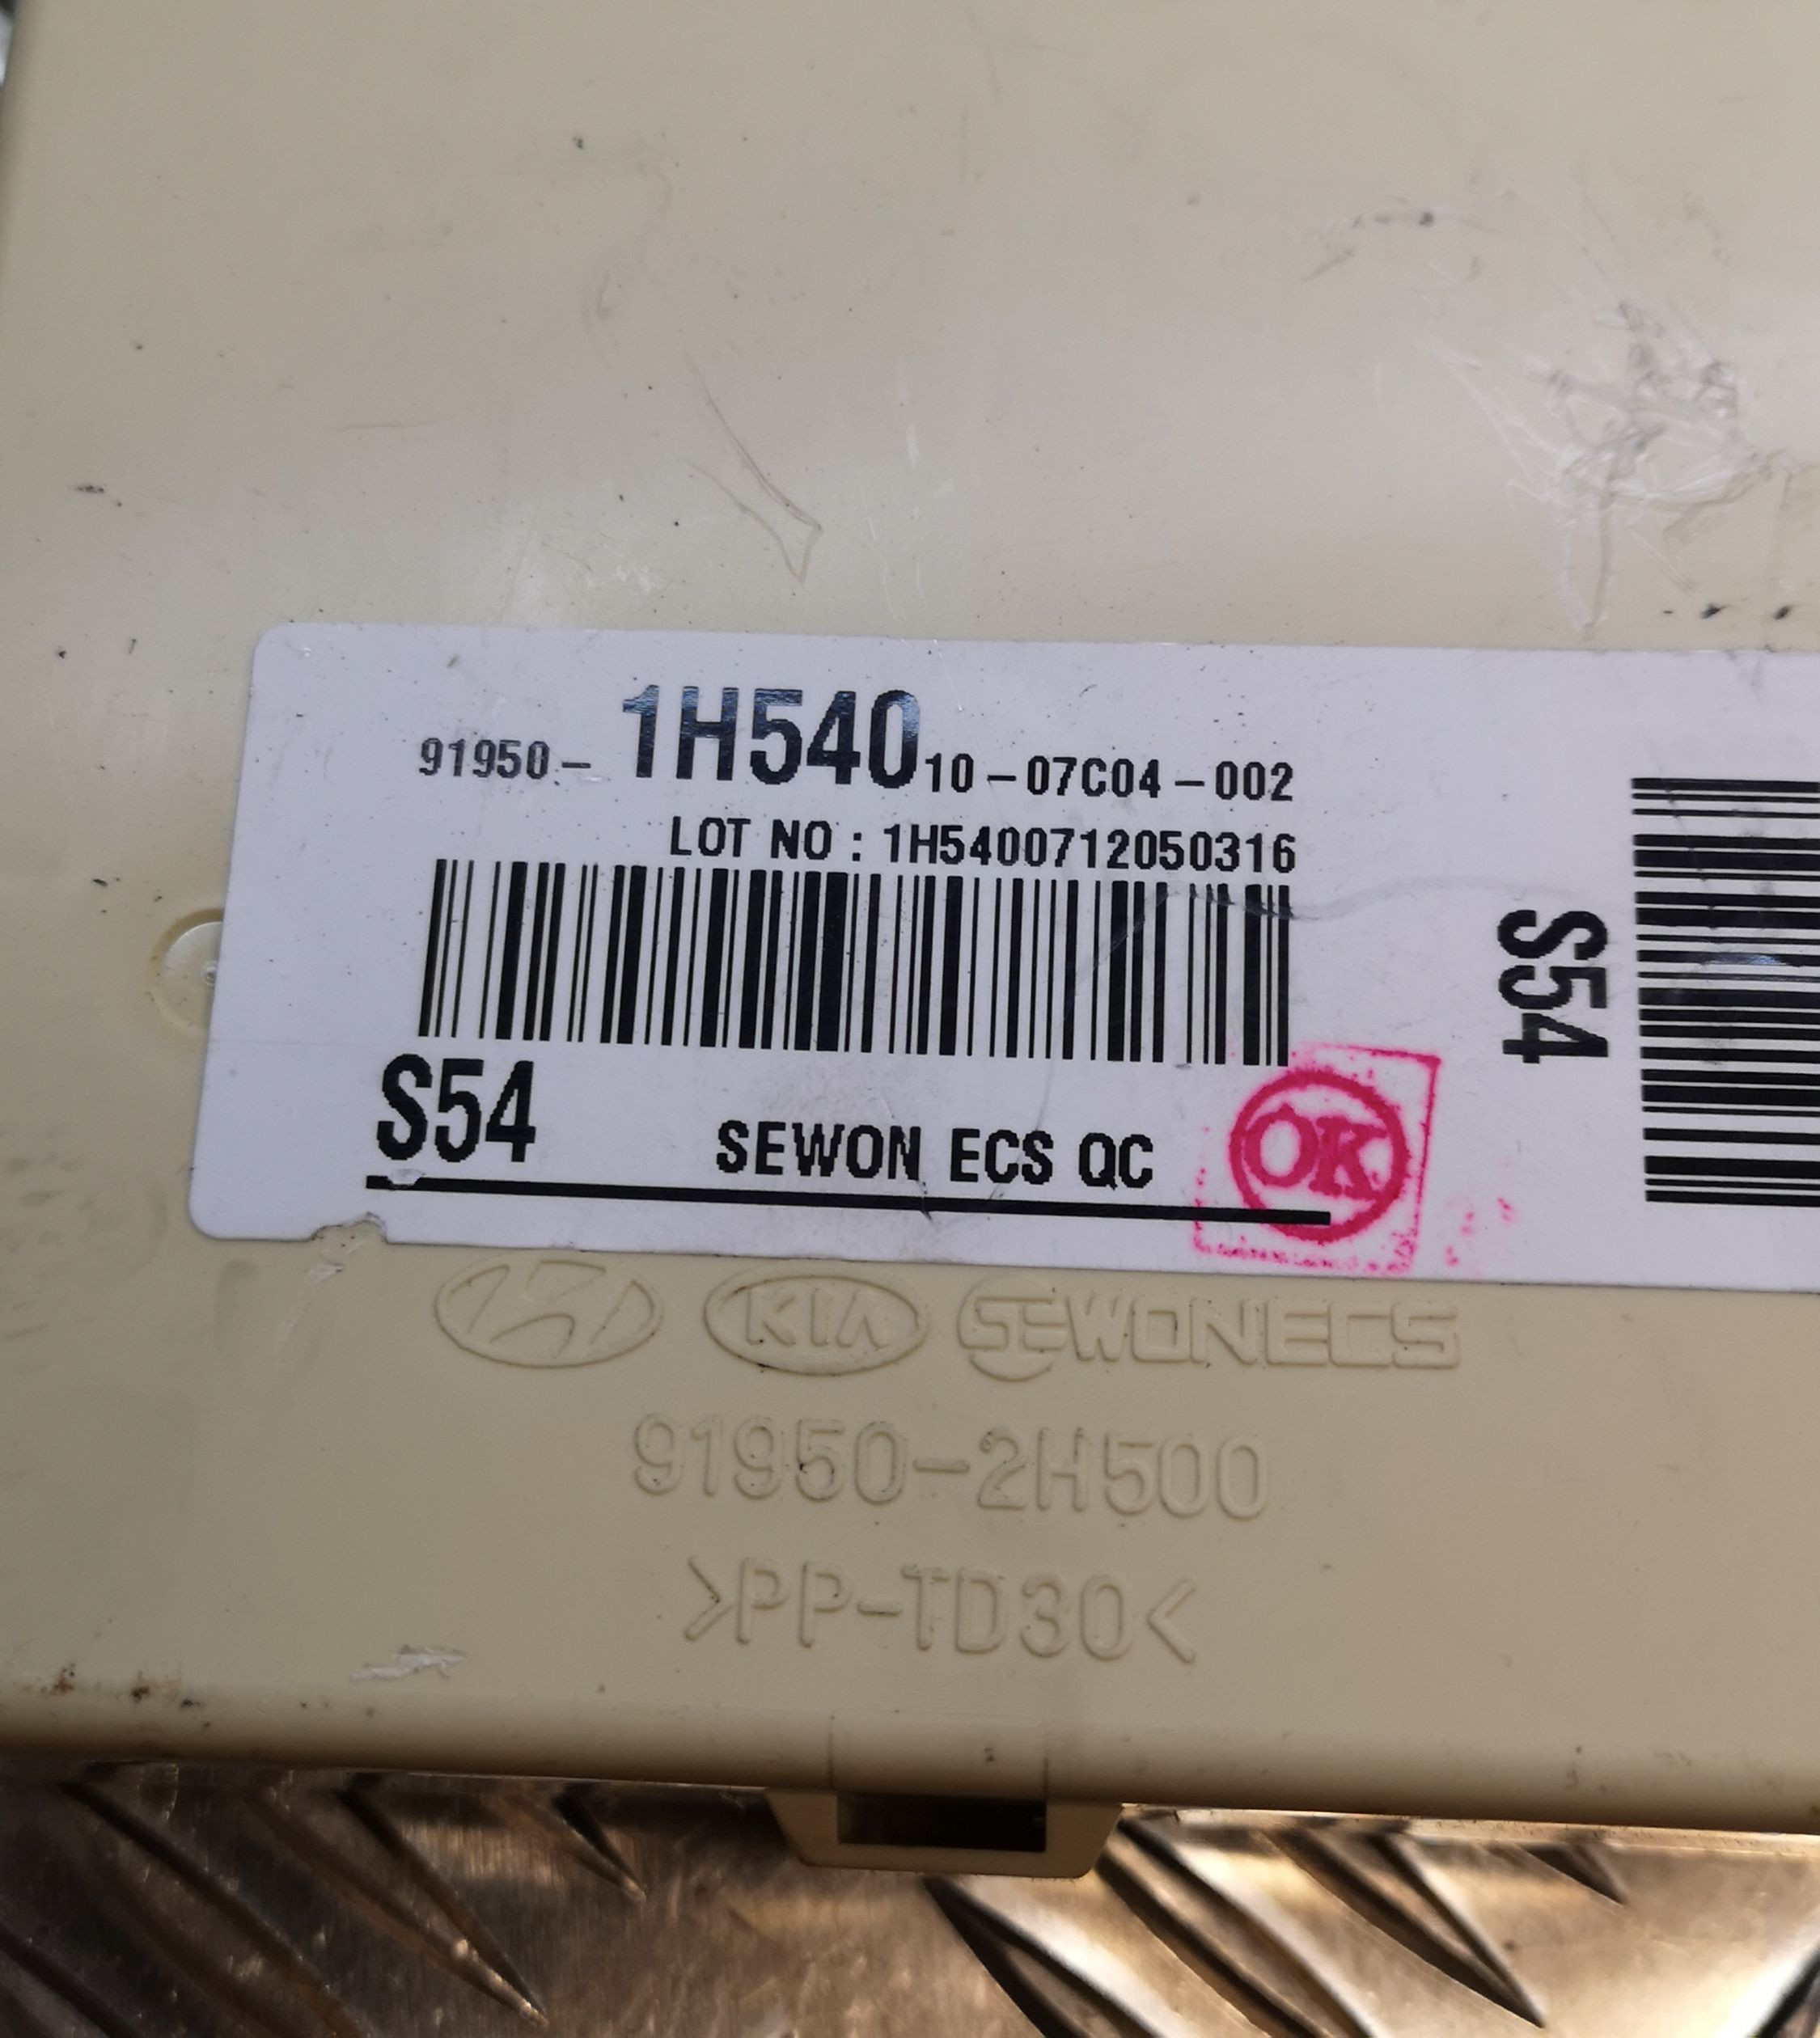 91950- 1H540 10-07C04-002
LOT NO : 1H5400712050316
S54
SEWON ECS QC
OK
S54
KIA SEWONECS
91950-2H500
>PP-TD30<